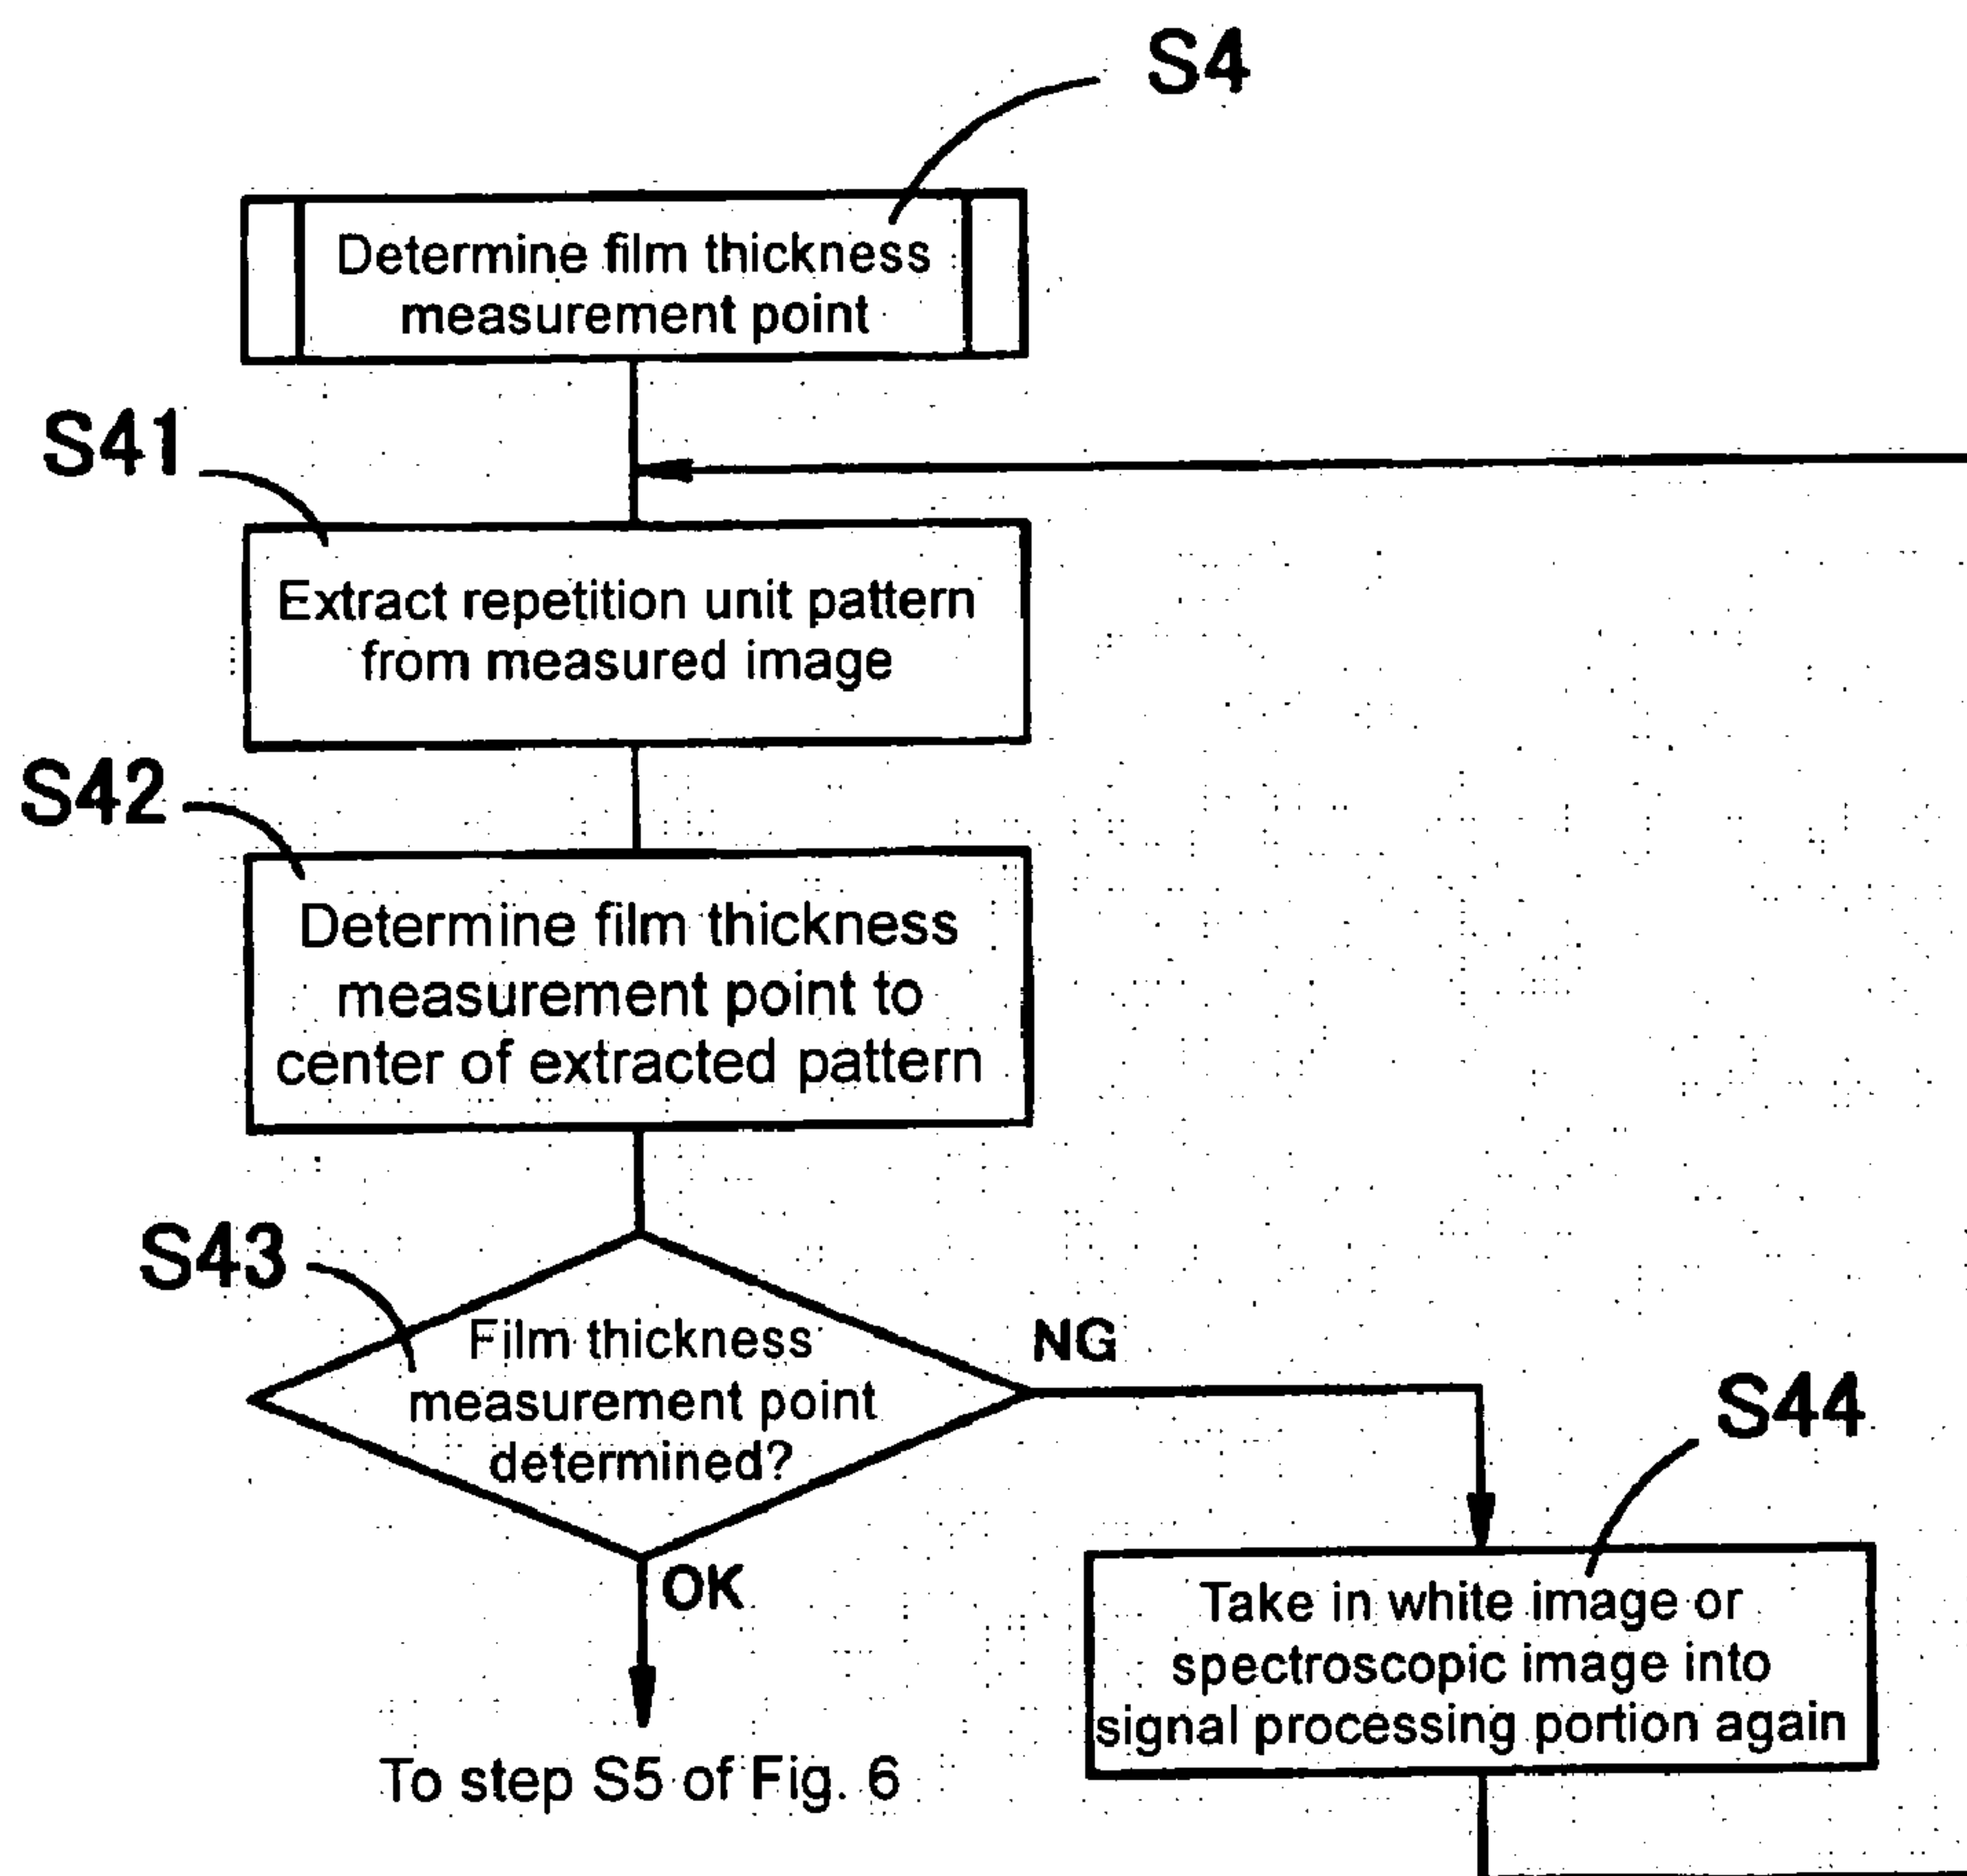 S4
Determine film thickness
measurement point
S41
Extract repetition unit pattern
from measured image
S42
Determine film thickness
measurement point to
center of extracted pattern
S43
Film thickness
measurement point
determined?
NG
S44
OK
Take in white image or
spectroscopic image into
signal processing portion again
To step S5 of Fig. 6